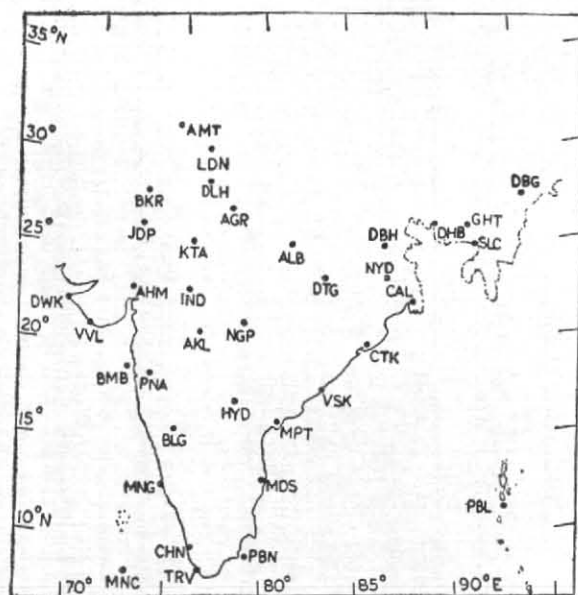 35°N
30°
AMT
LDN
DLH
DBG
BKR
AGR
JDP
GHT
DHB
25°
KTA
ALB
DBH
SLC
NYD
DTG
CAL
AHM
IND
DWK
VVL
20°
AKL
NGP
CTK
BMB
PNA
VSK
HYD
15°
BLG
MPT
MNG
MDS
PBL
10°N
CHN
PBN
MNC
TRV
70°
80°
85°
90°E